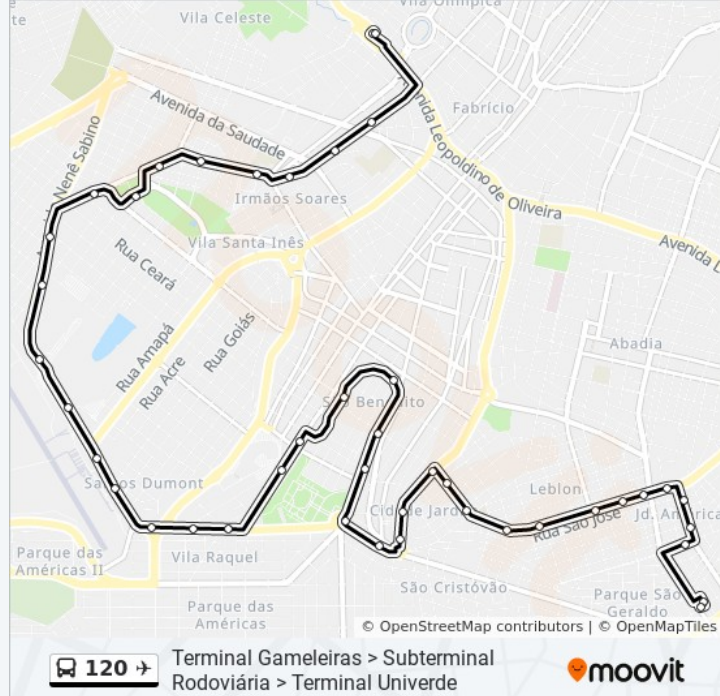 Vila Olímpica
te
Vila Celeste
Fabrício
Avenida da Saudade
Avenida Leopoldino de Oliveira
Nenê Sabino
Irmãos Soares
Vila Santa Inês
Rua Ceará
Avenida L
Rua Amapá
Rua Acre
Rua Goiás
Abadia
São Benedito
Santos Dumont
Leblon
Cidade Jardim
Rua São José
Jd. América
Parque das
Américas II
Vila Raquel
São Cristóvão
Parque São
Geraldo
Parque das
Américas
© OpenStreetMap contributors | © OpenMapTiles
120
Terminal Gameleiras > Subterminal
Rodoviária > Terminal Univerde
moovit